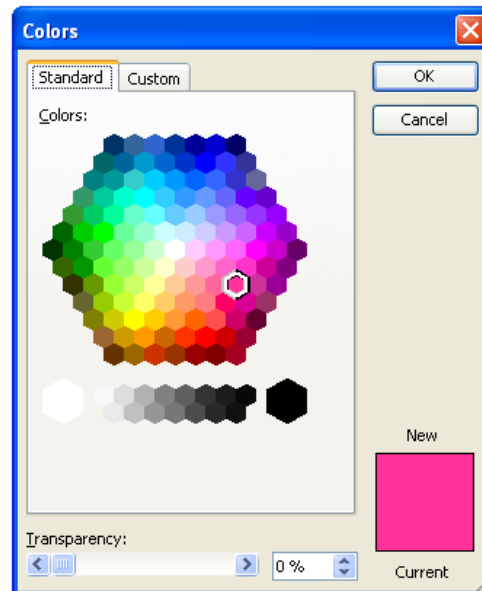 Colors
Standard Custom
OK
Cancel
Colors:
New
Transparency:
0 %
Current